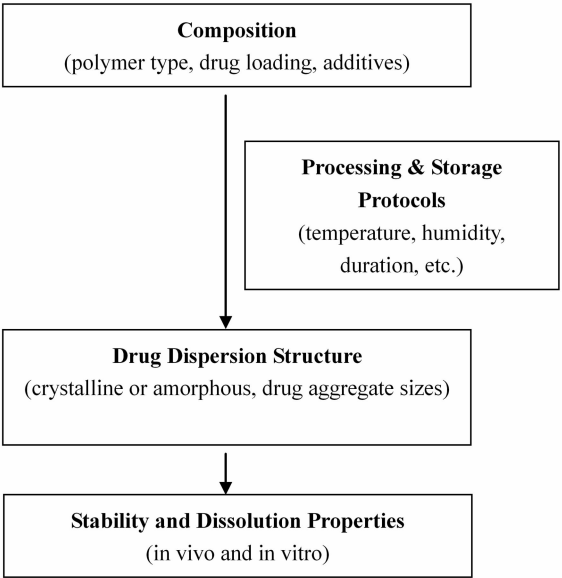 Composition
(polymer type, drug loading, additives)
Processing & Storage
Protocols
(temperature, humidity,
duration, etc.)
Drug Dispersion Structure
(crystalline or amorphous, drug aggregate sizes)
Stability and Dissolution Properties
(in vivo and in vitro)